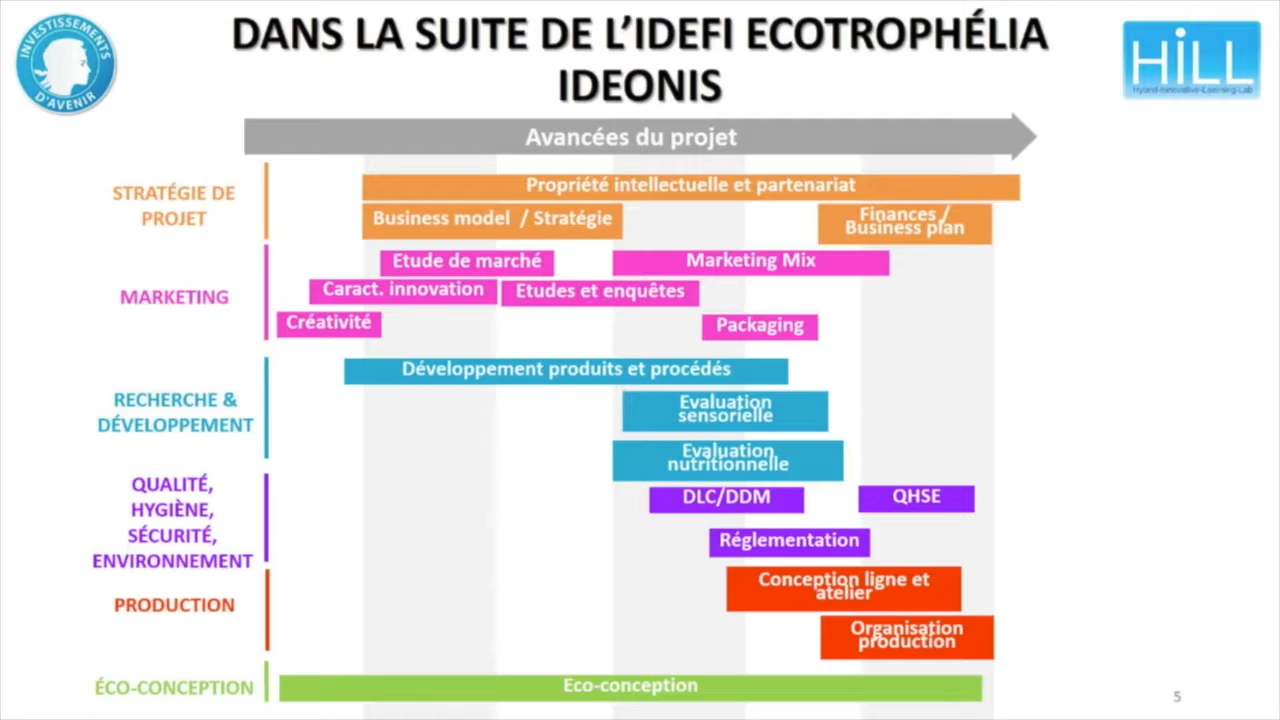 INVESTISSEMENTS
D'AVENIR
DANS LA SUITE DE L'IDEFI ECOTROPHÉLIA
IDEONIS
HiLL
Hybrid-Innovative-Learning-Lab
Avancées du projet
STRATÉGIE DE
PROJET
Propriété intellectuelle et partenariat
Business model / Stratégie
Finances /
Business plan
MARKETING
Etude de marché
Marketing Mix
Caract. innovation
Etudes et enquêtes
Créativité
Packaging
RECHERCHE &
DÉVELOPPEMENT
Développement produits et procédés
Evaluation
sensorielle
Evaluation
nutritionnelle
QUALITÉ,
HYGIÈNE,
SÉCURITÉ,
ENVIRONNEMENT
DLC/DDM
QHSE
Réglementation
PRODUCTION
Conception ligne et
atelier
Organisation
production
ÉCO-CONCEPTION
Eco-conception
5